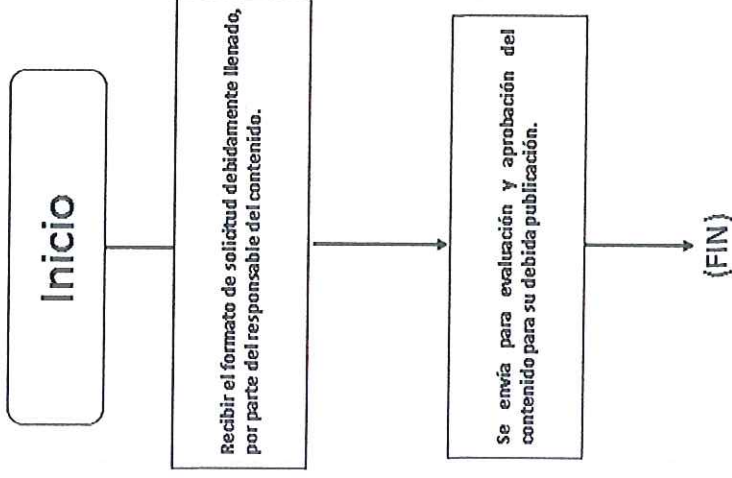 Inicio
Recibir el formato de solicitud debidamente llenado,
por parte del responsable del contenido.
Se envía para evaluación y aprobación del
contenido para su debida publicación.
(FIN)